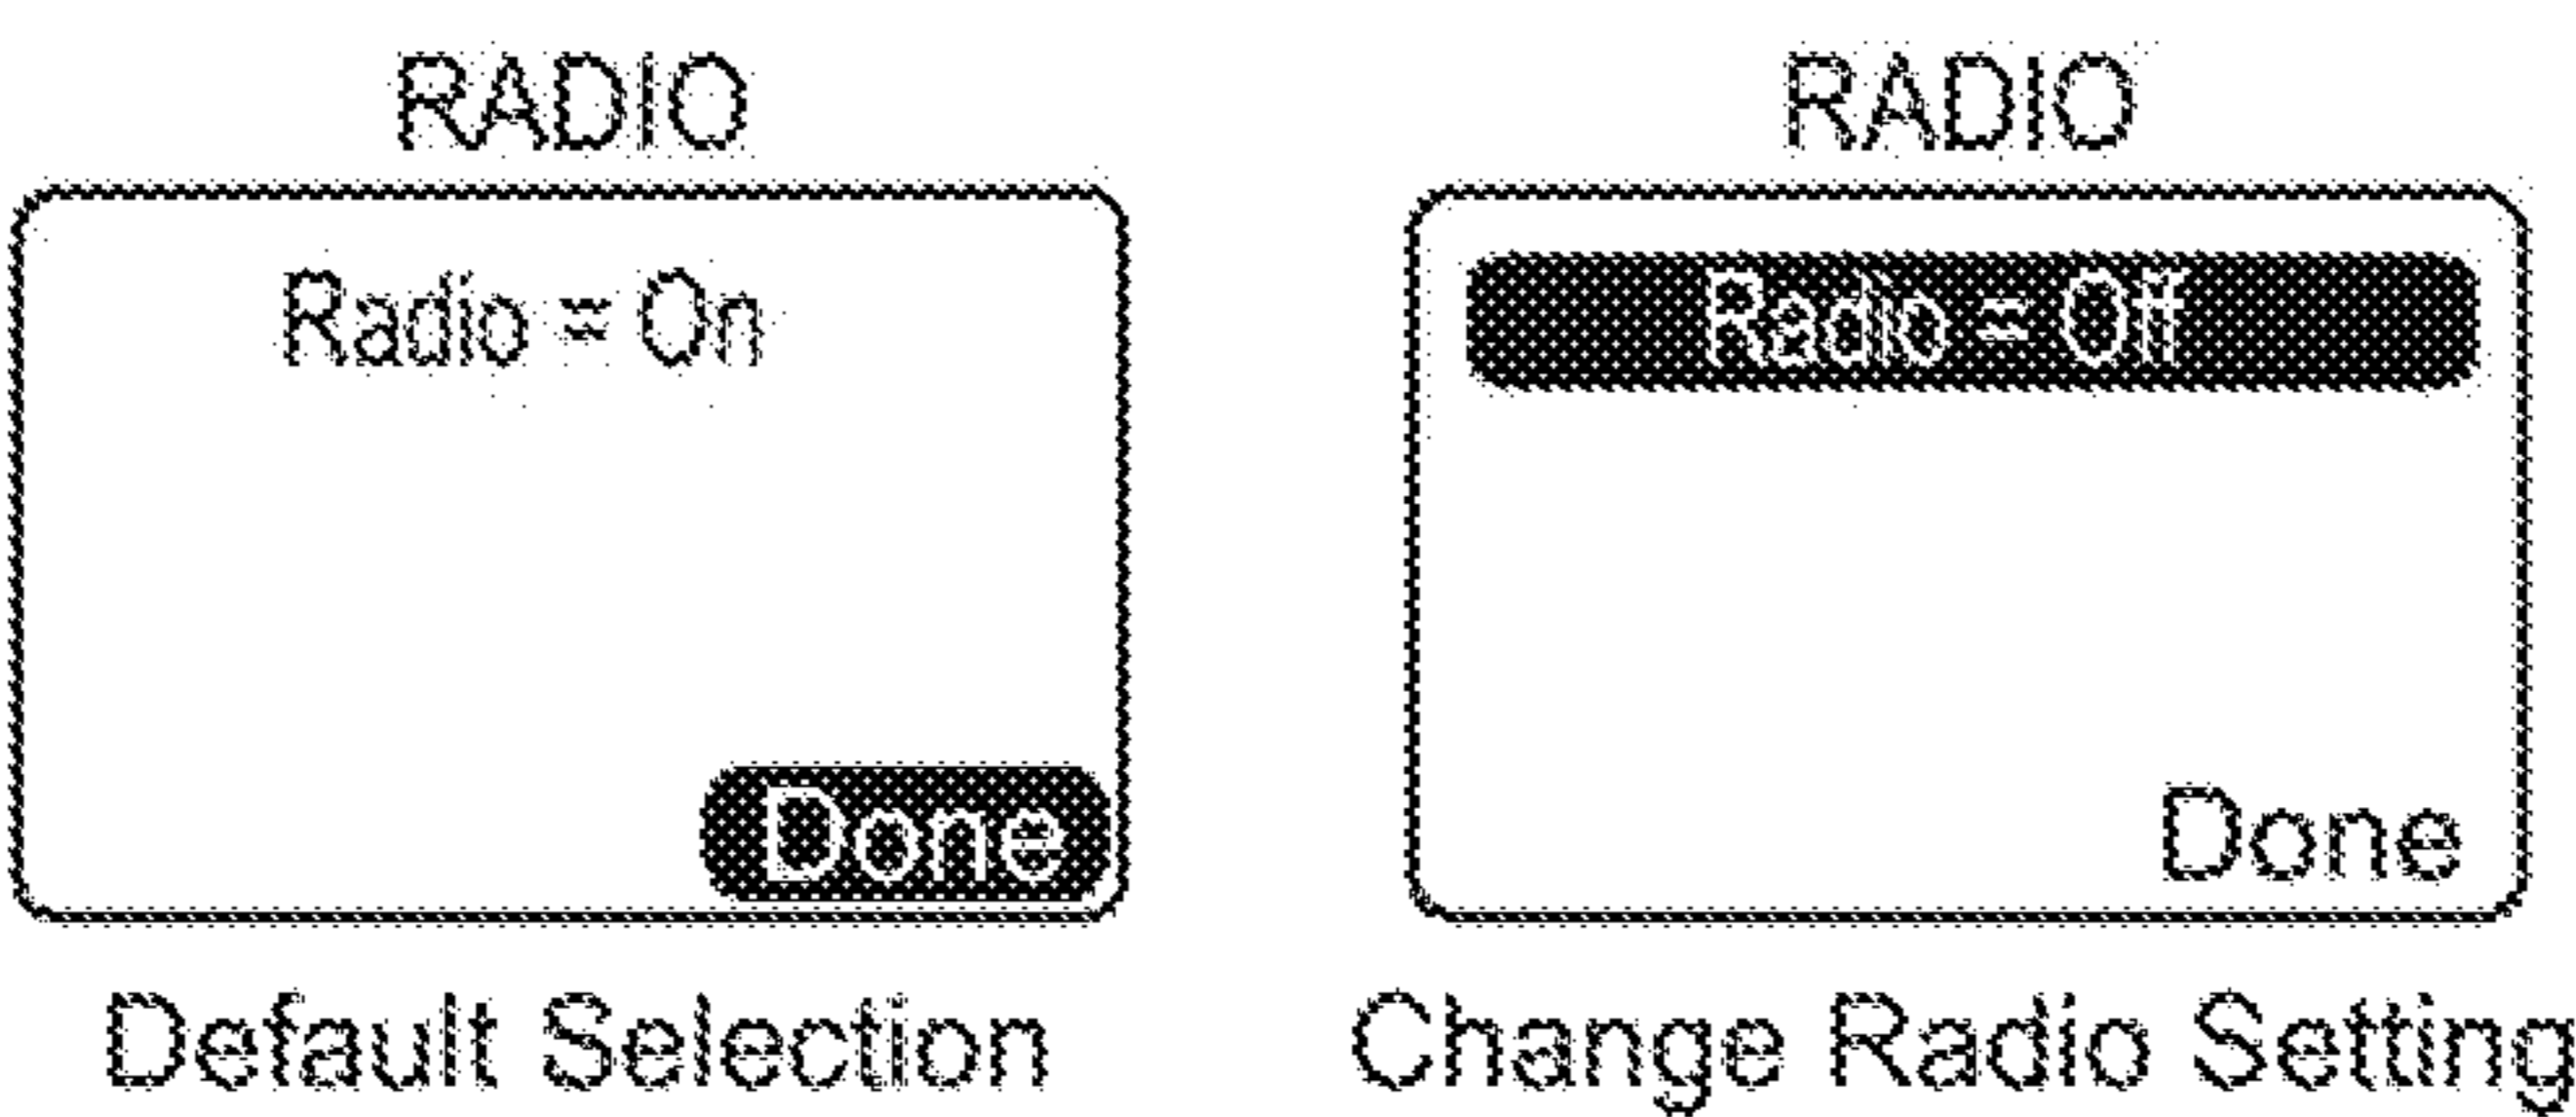 RADIO
Radio = On
Done
Default Selection
RADIO
Radio = Off
Done
Change Radio Setting